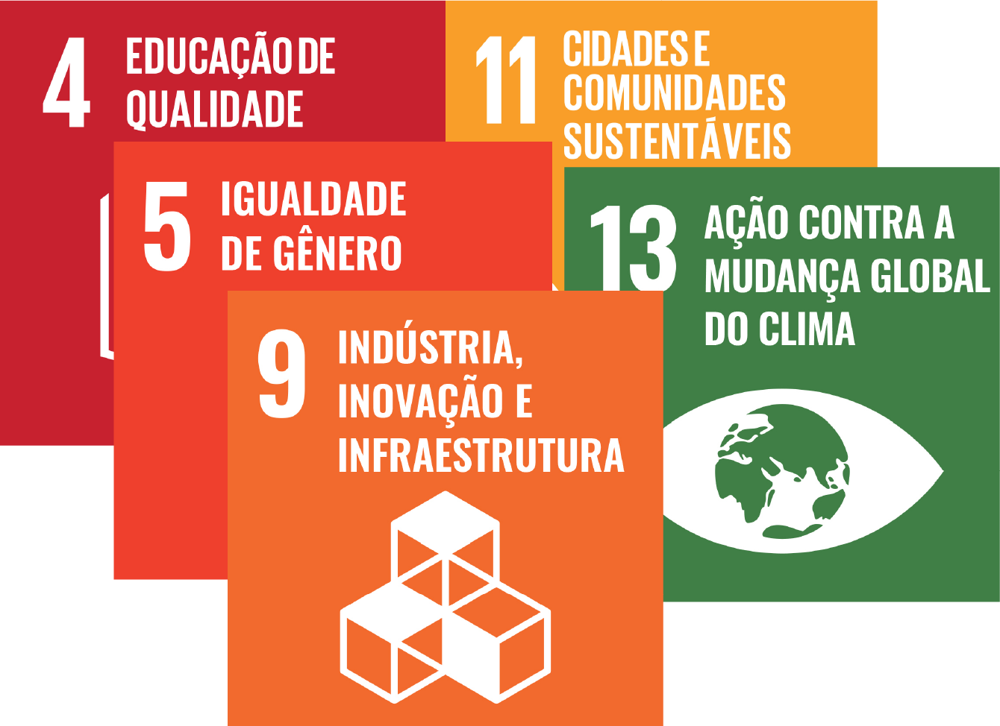 4
EDUCAÇÃO DE
QUALIDADE
11
CIDADES E
COMUNIDADES
SUSTENTÁVEIS
5
IGUALDADE
DE GÊNERO
13
AÇÃO CONTRA A
MUDANÇA GLOBAL
DO CLIMA
9
INDÚSTRIA,
INOVAÇÃO E
INFRAESTRUTURA